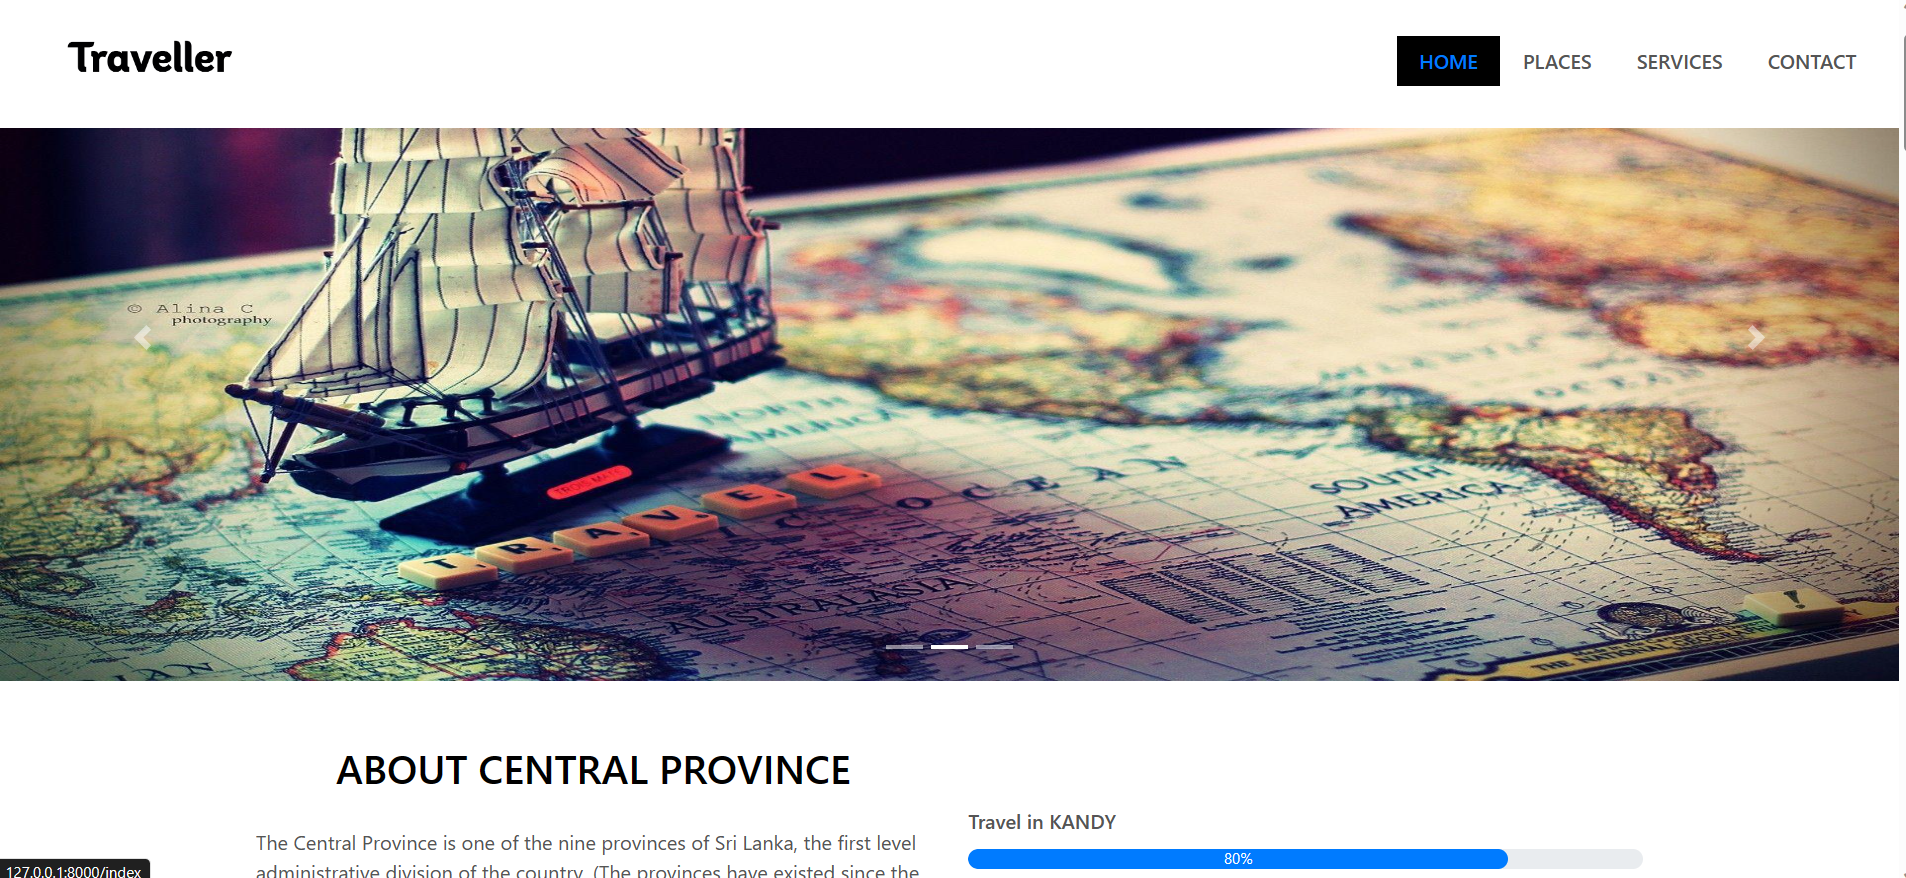 Traveller
HOME PLACES SERVICES CONTACT
© Alina C
photography
NORTH
AMERICA
TROIS MATS
TRAVEL
OCEAN
SOUTH
AMERICA
AUSTRALASIA
!
ABOUT CENTRAL PROVINCE
The Central Province is one of the nine provinces of Sri Lanka, the first level
administrative division of the country. (The provinces have existed since the
Travel in KANDY
80%
127.0.0.1:8000/index